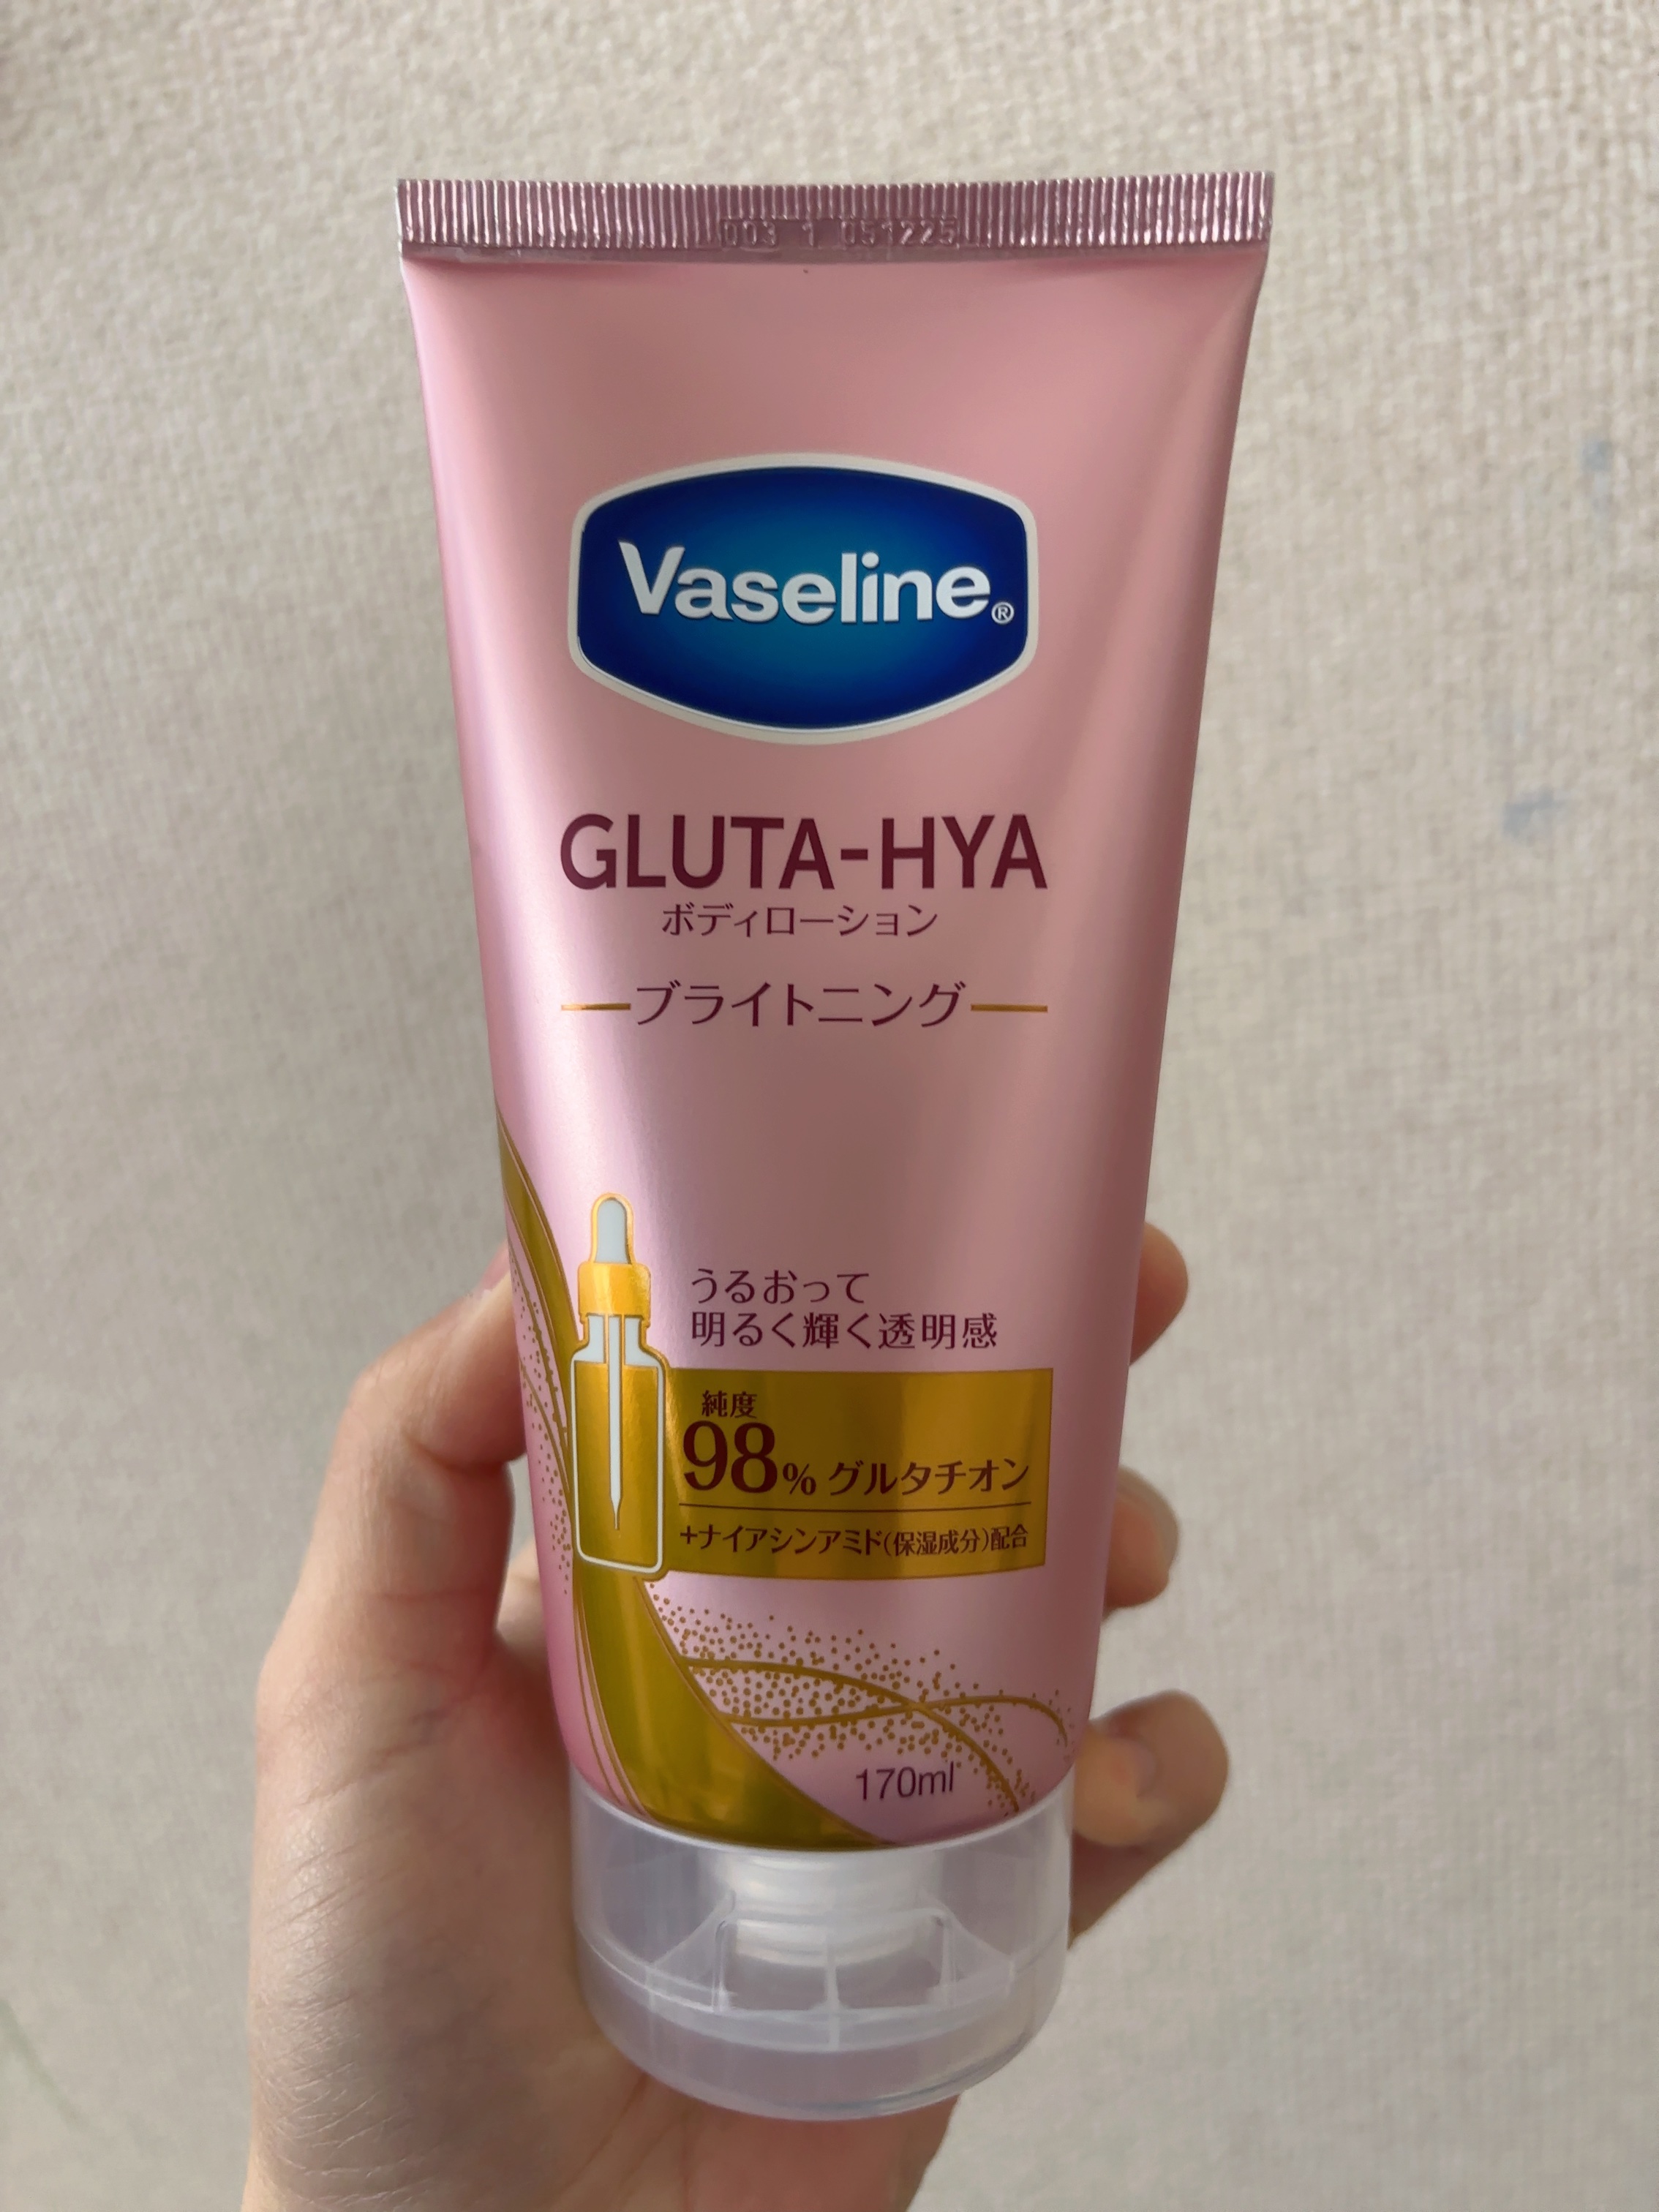 003 1 051225
Vaseline®
GLUTA-HYA
ボディローション
ブライトニング
うるおって
明るく輝く透明感
純度
98% グルタチオン
+ナイアシンアミド(保湿成分)配合
170ml